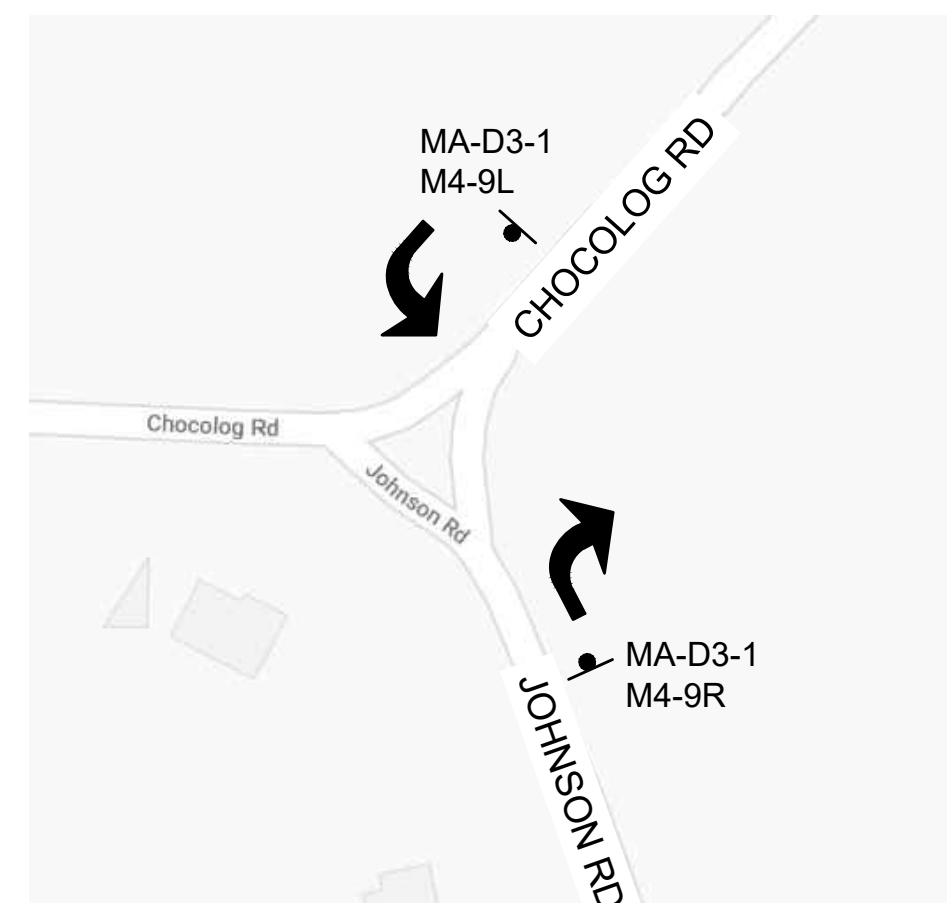 MA-D3-1
M4-9L
CHOCOLOG RD
Chocolog Rd
Johnson Rd
MA-D3-1
M4-9R
JOHNSON RD